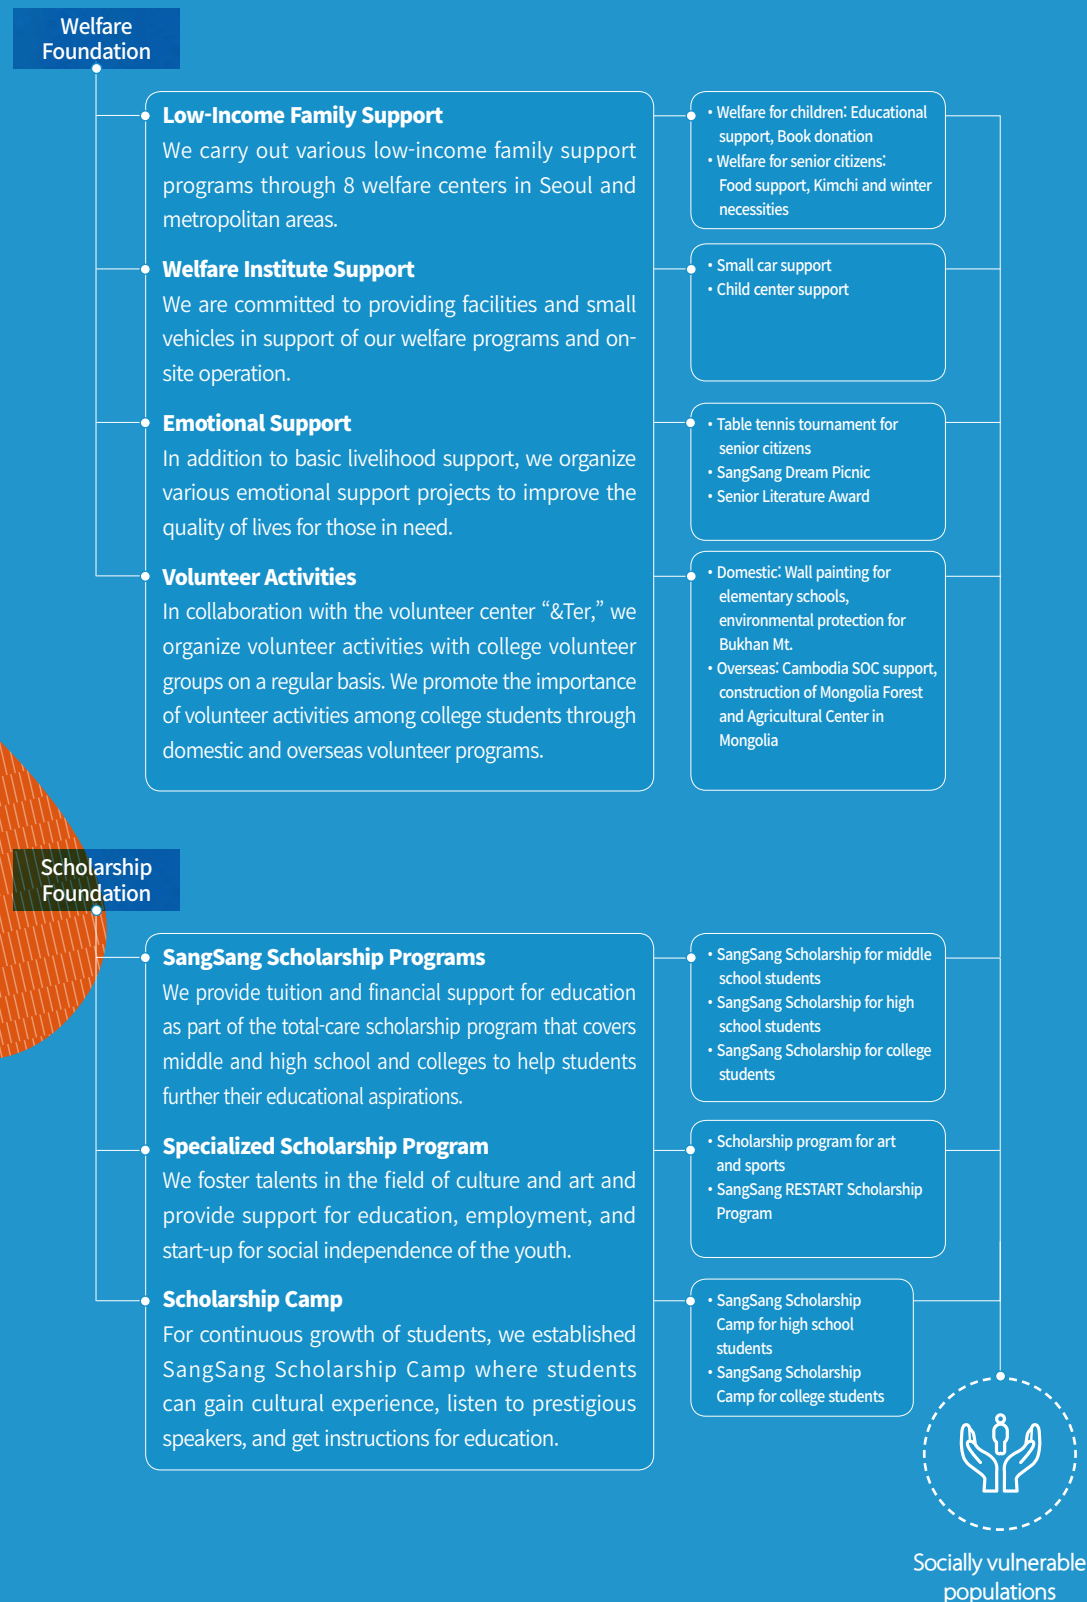 Welfare
Foundation
Low-Income Family Support
We carry out various low-income family support
programs through 8 welfare centers in Seoul and
metropolitan areas.
• Welfare for children: Educational
support, Book donation
• Welfare for senior citizens:
Food support, Kimchi and winter
necessities
Welfare Institute Support
We are committed to providing facilities and small
vehicles in support of our welfare programs and on-
site operation.
• Small car support
• Child center support
Emotional Support
In addition to basic livelihood support, we organize
various emotional support projects to improve the
quality of lives for those in need.
• Table tennis tournament for
senior citizens
• SangSang Dream Picnic
• Senior Literature Award
Volunteer Activities
In collaboration with the volunteer center “&Ter,” we
organize volunteer activities with college volunteer
groups on a regular basis. We promote the importance
of volunteer activities among college students through
domestic and overseas volunteer programs.
• Domestic: Wall painting for
elementary schools,
environmental protection for
Bukhan Mt.
• Overseas: Cambodia SOC support,
construction of Mongolia Forest
and Agricultural Center in
Mongolia
Scholarship
Foundation
SangSang Scholarship Programs
We provide tuition and financial support for education
as part of the total-care scholarship program that covers
middle and high school and colleges to help students
further their educational aspirations.
• SangSang Scholarship for middle
school students
• SangSang Scholarship for high
school students
• SangSang Scholarship for college
students
Specialized Scholarship Program
We foster talents in the field of culture and art and
provide support for education, employment, and
start-up for social independence of the youth.
• Scholarship program for art
and sports
• SangSang RESTART Scholarship
Program
Scholarship Camp
For continuous growth of students, we established
SangSang Scholarship Camp where students
can gain cultural experience, listen to prestigious
speakers, and get instructions for education.
• SangSang Scholarship
Camp for high school
students
• SangSang Scholarship
Camp for college students
Socially vulnerable
populations